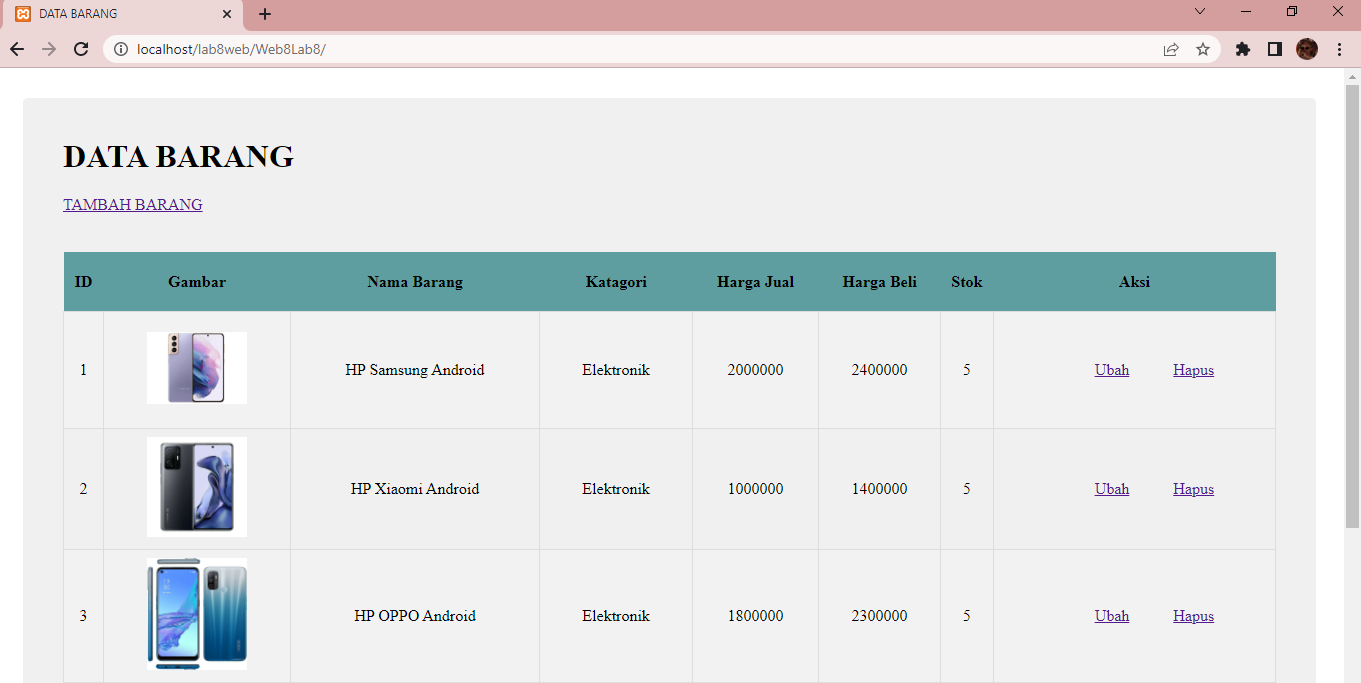 DATA BARANG
localhost/lab8web/Web8Lab8/
DATA BARANG
TAMBAH BARANG
ID Gambar Nama Barang Katagori Harga Jual Harga Beli Stok Aksi
1 HP Samsung Android Elektronik 2000000 2400000 5 Ubah Hapus
2 HP Xiaomi Android Elektronik 1000000 1400000 5 Ubah Hapus
3 HP OPPO Android Elektronik 1800000 2300000 5 Ubah Hapus